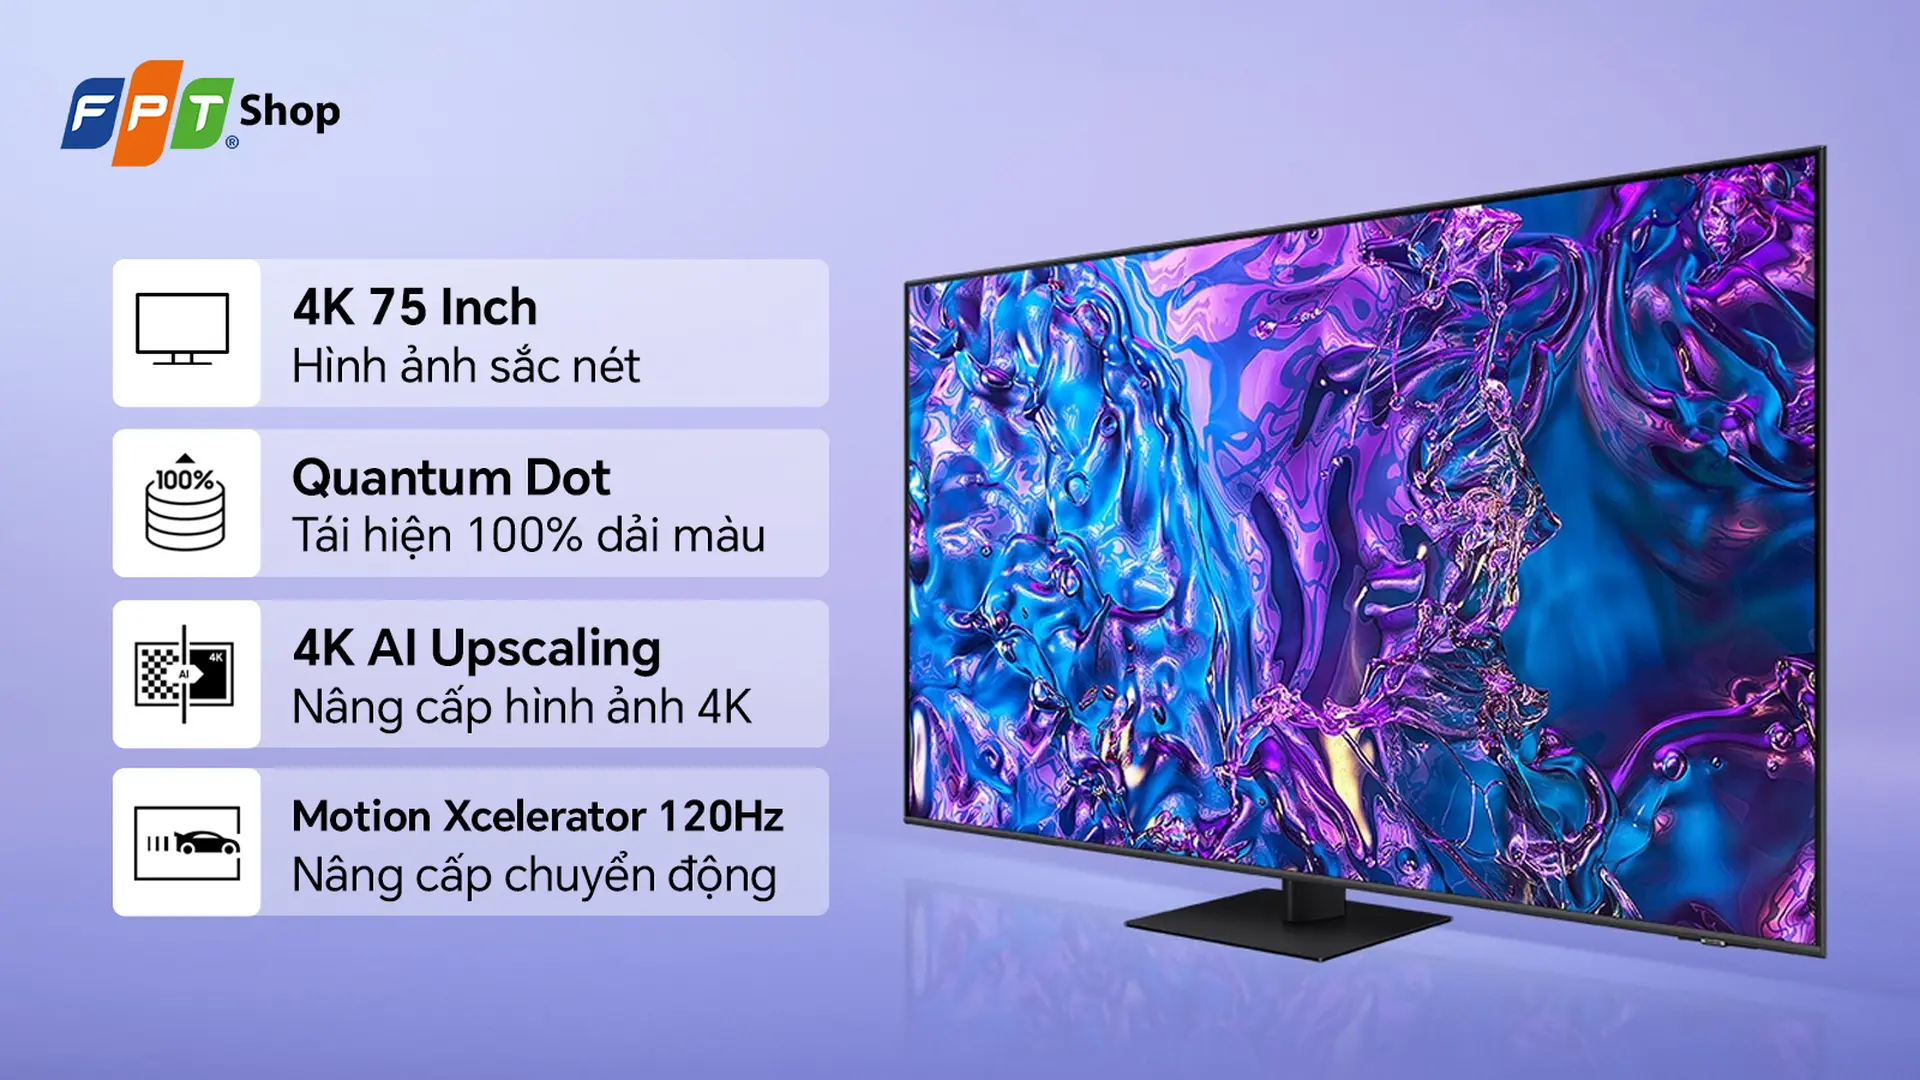 FPT® Shop
4K 75 Inch
Hình ảnh sắc nét
100%
Quantum Dot
Tái hiện 100% dải màu
4K
AI
4K AI Upscaling
Nâng cấp hình ảnh 4K
Motion Xcelerator 120Hz
Nâng cấp chuyển động